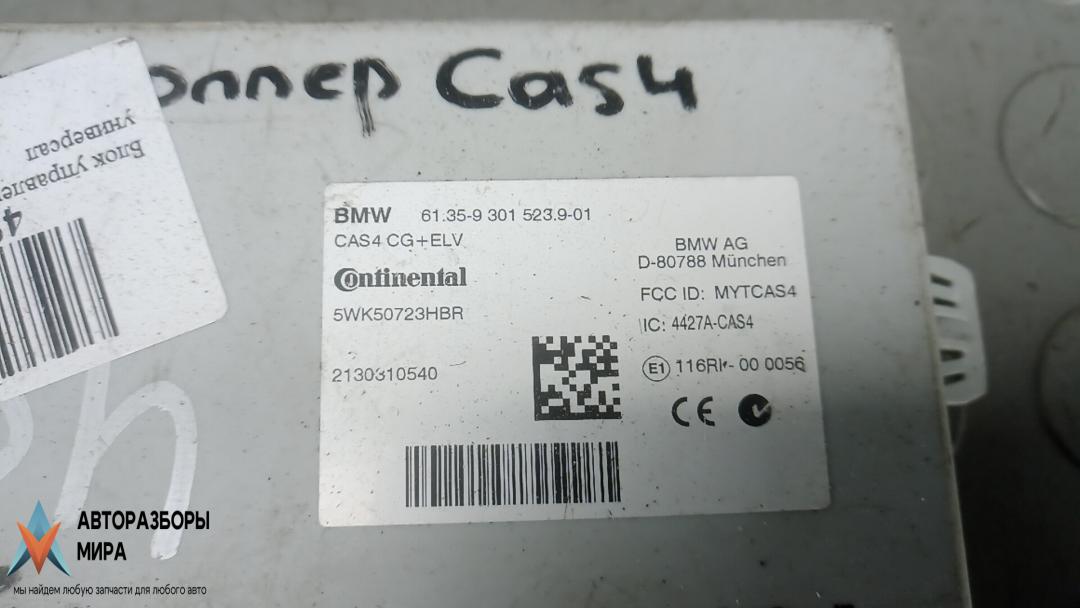 оппер Cas4
Блок управле
универсал
BMW 61.35-9 301 523.9-01
CAS4 CG+ELV
Continental
5WK50723HBR
2130310540
BMW AG
D-80788 München
FCC ID: MYTCAS4
IC: 4427A-CAS4
E1 116RI - 00 0056
CE
АВТОРАЗБОРЫ
МИРА
мы найдем любую запчасти для любого авто